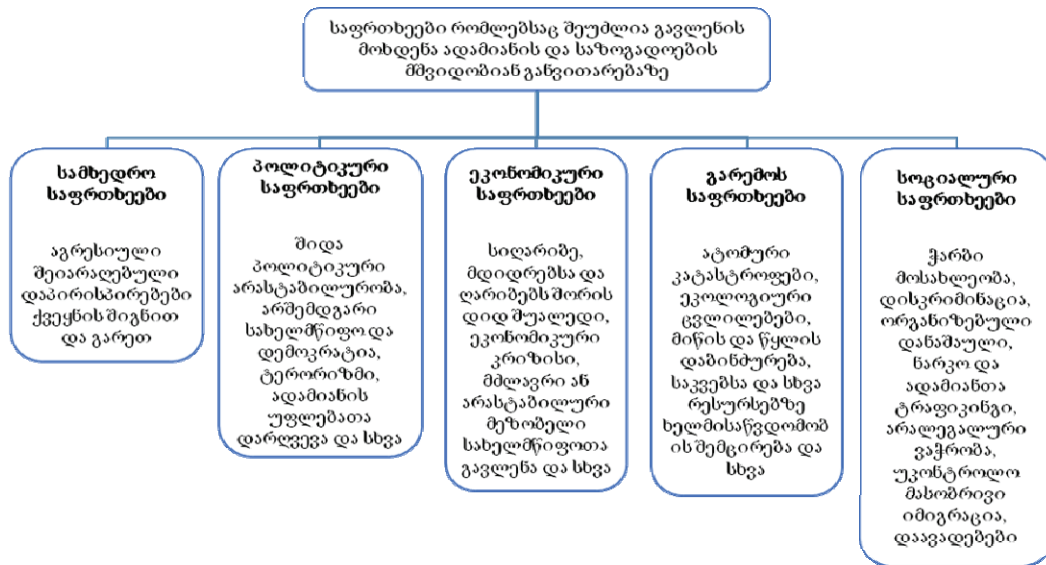 საფრთხეები რომლებსაც შეუძლია გავლენის
მოხდენა ადამიანის და საზოგადოების
მშვიდობიან განვითარებაზე
სამხედრო
საფრთხეები
აგრესიული
შეიარაღებული
დაპირისპირებები
ქვეყნის შიგნით
და გარეთ
პოლიტიკური
საფრთხეები
შიდა
პოლიტიკური
არასტაბილურობა,
არშემდგარი
სახელმწიფო და
დემოკრატია,
ტერორიზმი,
ადამიანის
უფლებათა
დარღვევა და სხვა
ეკონომიკური
საფრთხეები
სიღარიბე,
მდიდრებსა და
ღარიბებს შორის
დიდ შუალედი,
ეკონომიკური
კრიზისი,
მძლავრი ან
არასტაბილური
მეზობელი
სახელმწიფოთა
გავლენა და სხვა
გარემოს
საფრთხეები
ატომური
კატასტროფები,
ეკოლოგიური
ცვლილებები,
მიწის და წყლის
დაბინძურება,
საკვებსა და სხვა
რესურსებზე
ხელმისაწვდომობ
ის შემცირება და
სხვა
სოციალური
საფრთხეები
ჭარბი
მოსახლეობა,
დისკრიმინაცია,
ორგანიზებული
დანაშაული,
ნარკო და
ადამიანთა
ტრაფიკინგი,
არალეგალური
ვაჭრობა,
უკონტროლო
მასობრივი
იმიგრაცია,
დაავადებები